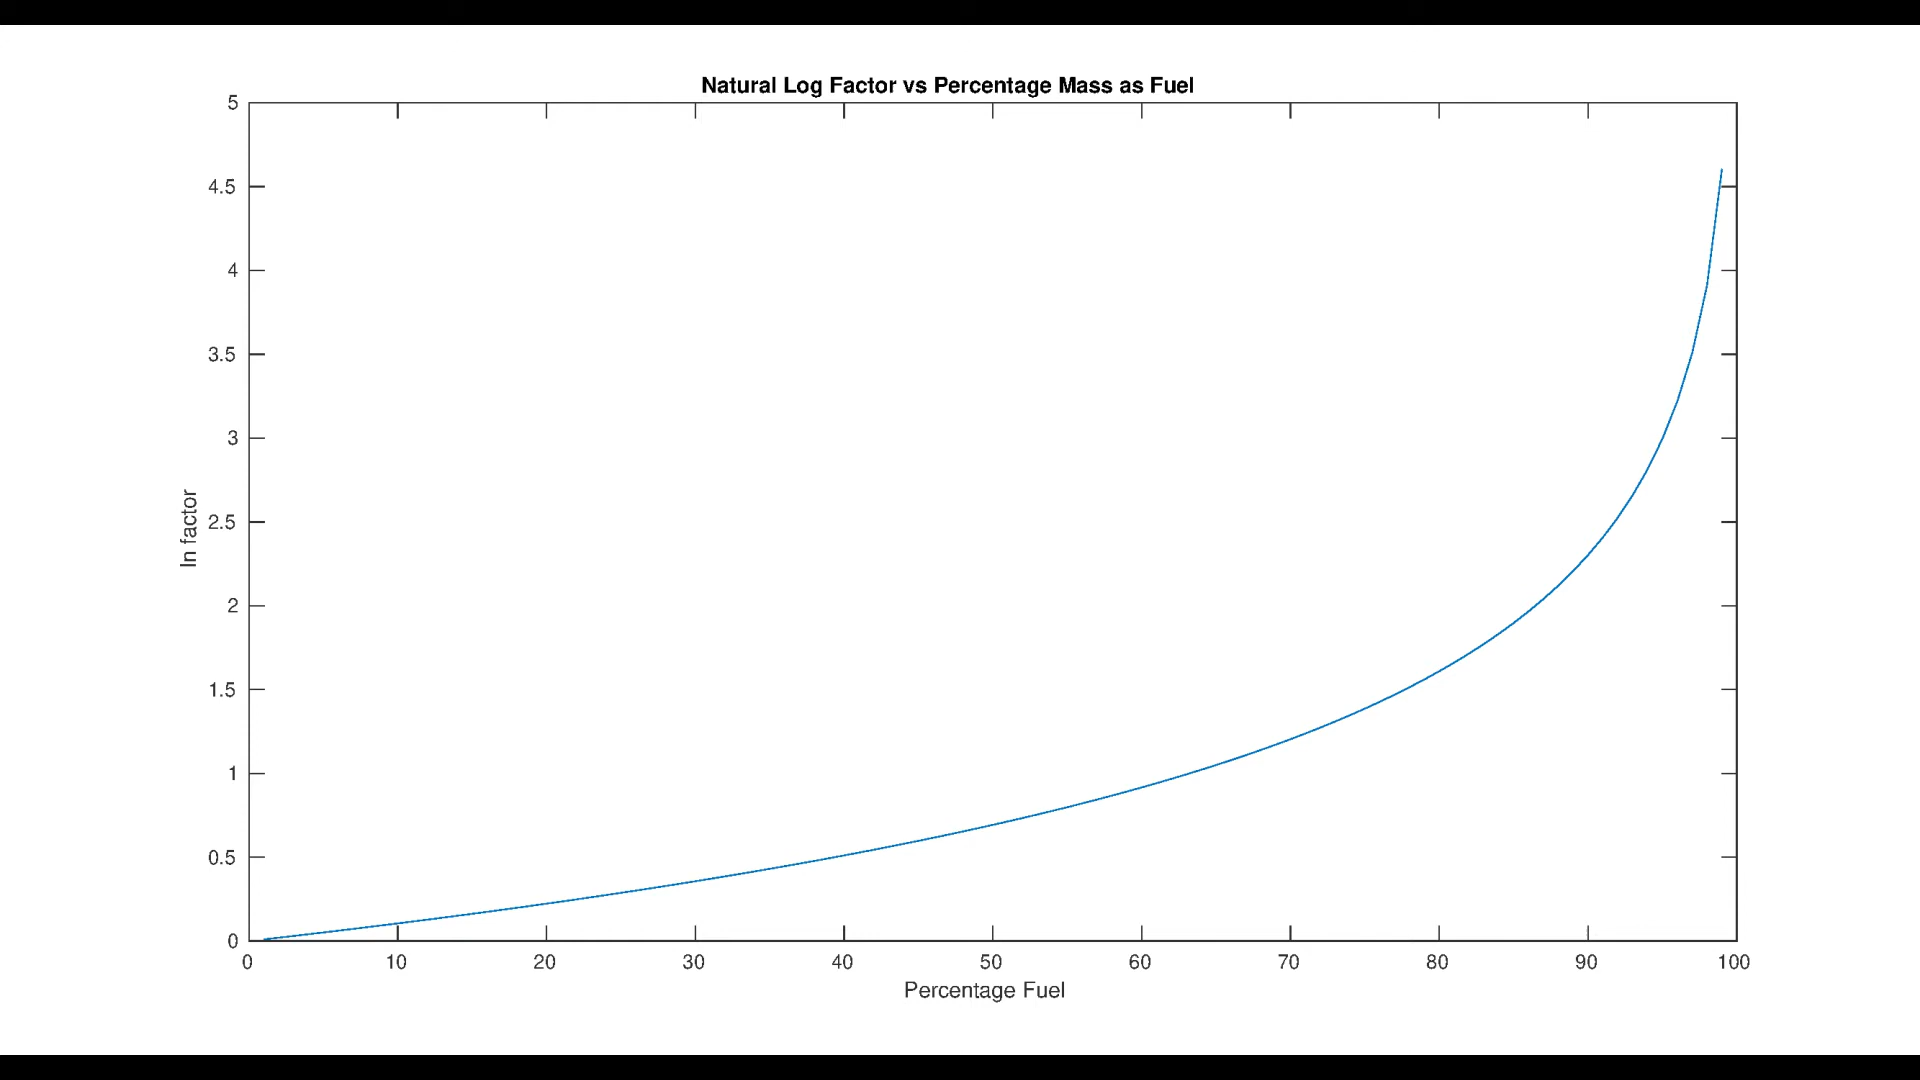 Natural Log Factor vs Percentage Mass as Fuel
5
4.5
4
3.5
3
2.5
2
1.5
1
0.5
0
ln factor
0 10 20 30 40 50 60 70 80 90 100
Percentage Fuel